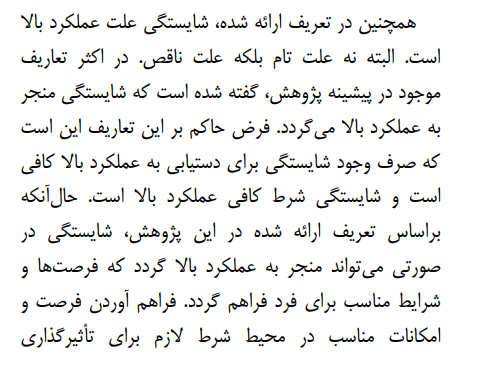 همچنین در تعریف ارائه شده، شایستگی علت عملکرد بالا
است. البته نه علت تام بلکه علت ناقص. در اکثر تعاریف
موجود در پیشینه پژوهش، گفته شده است که شایستگی منجر
به عملکرد بالا می‌گردد. فرض حاکم بر این تعاریف این است
که صرف وجود شایستگی برای دستیابی به عملکرد بالا کافی
است و شایستگی شرط کافی عملکرد بالا است. حال‌آنکه
براساس تعریف ارائه شده در این پژوهش، شایستگی در
صورتی می‌تواند منجر به عملکرد بالا گردد که فرصت‌ها و
شرایط مناسب برای فرد فراهم گردد. فراهم آوردن فرصت و
امکانات مناسب در محیط شرط لازم برای تأثیرگذاری